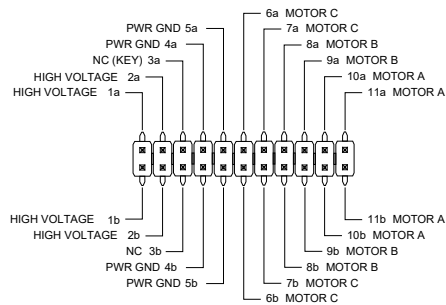 6a MOTOR C
PWR GND 5a
7a MOTOR C
PWR GND 4a
8a MOTOR B
NC (KEY) 3a
9a MOTOR B
HIGH VOLTAGE 2a
10a MOTOR A
HIGH VOLTAGE 1a
11a MOTOR A
HIGH VOLTAGE 1b
11b MOTOR A
HIGH VOLTAGE 2b
10b MOTOR A
NC 3b
9b MOTOR B
PWR GND 4b
8b MOTOR B
PWR GND 5b
7b MOTOR C
6b MOTOR C